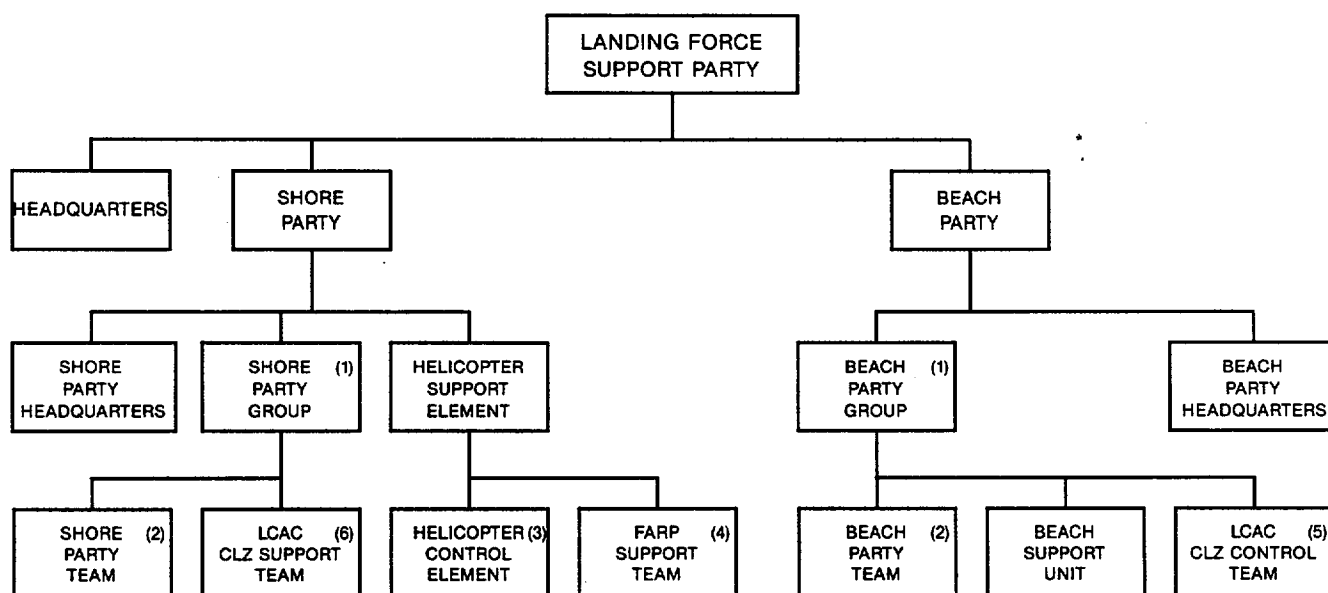 LANDING FORCE
SUPPORT PARTY
HEADQUARTERS
SHORE
PARTY
BEACH
PARTY
SHORE
PARTY
HEADQUARTERS
SHORE (1)
PARTY
GROUP
HELICOPTER
SUPPORT
ELEMENT
BEACH (1)
PARTY
GROUP
BEACH
PARTY
HEADQUARTERS
SHORE (2)
PARTY
TEAM
LCAC (6)
CLZ SUPPORT
TEAM
HELICOPTER (3)
CONTROL
ELEMENT
FARP (4)
SUPPORT
TEAM
BEACH (2)
PARTY
TEAM
BEACH
SUPPORT
UNIT
LCAC (5)
CLZ CONTROL
TEAM